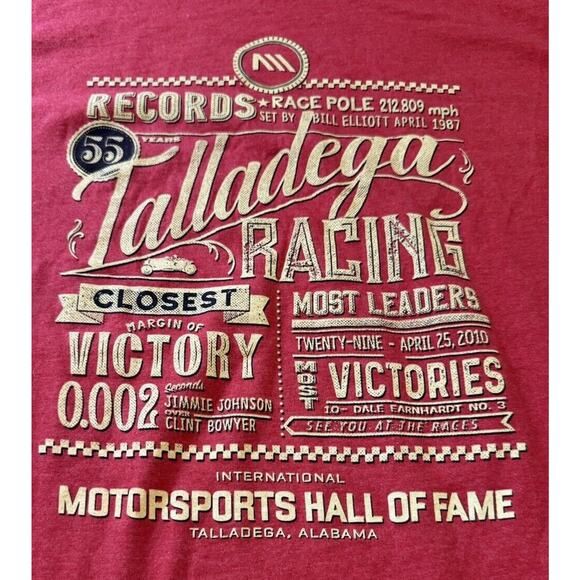 RECORDS ★ RACE POLE 212.809 mph
SET BY BILL ELLIOTT APRIL 1987
55 YEARS
Talladega
RACING
CLOSEST
MARGIN OF
VICTORY
0.002 Seconds
JIMMIE JOHNSON
OVER
CLINT BOWYER
MOST LEADERS
TWENTY-NINE - APRIL 25, 2010
MOST VICTORIES
10- DALE EARNHARDT NO. 3
SEE YOU AT THE RACES
INTERNATIONAL
MOTORSPORTS HALL OF FAME
TALLADEGA, ALABAMA